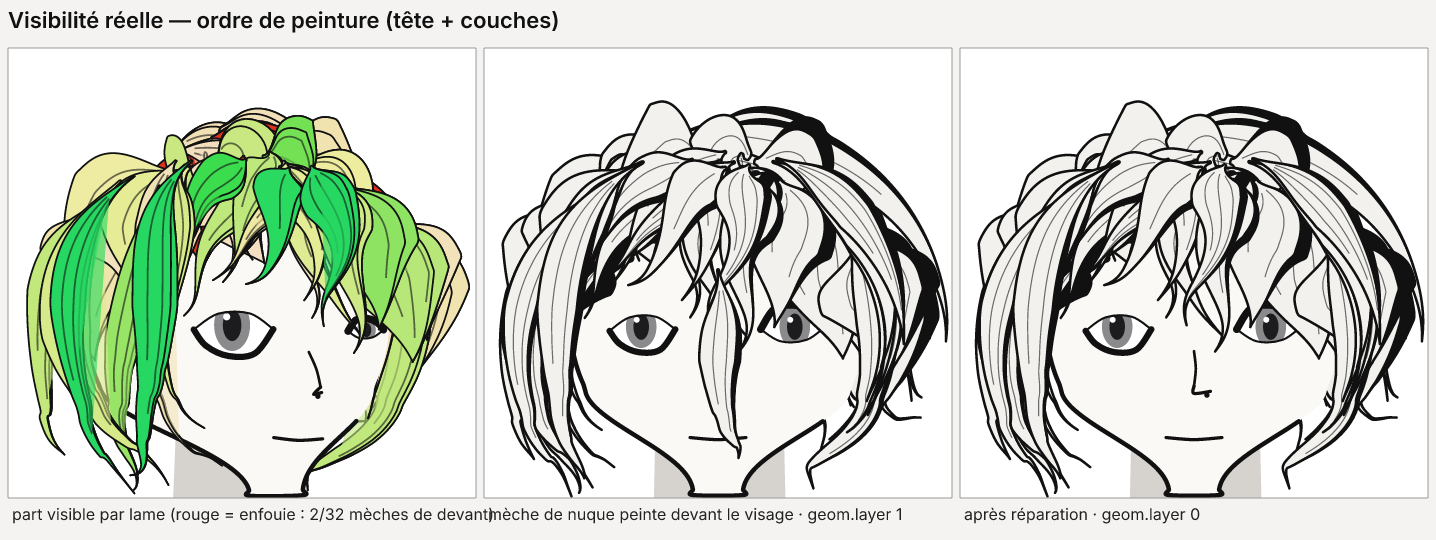 Visibilité réelle — ordre de peinture (tête + couches)
part visible par lame (rouge = enfouie : 2/32 mèches de devant)
mèche de nuque peinte devant le visage · geom.layer 1
après réparation · geom.layer 0